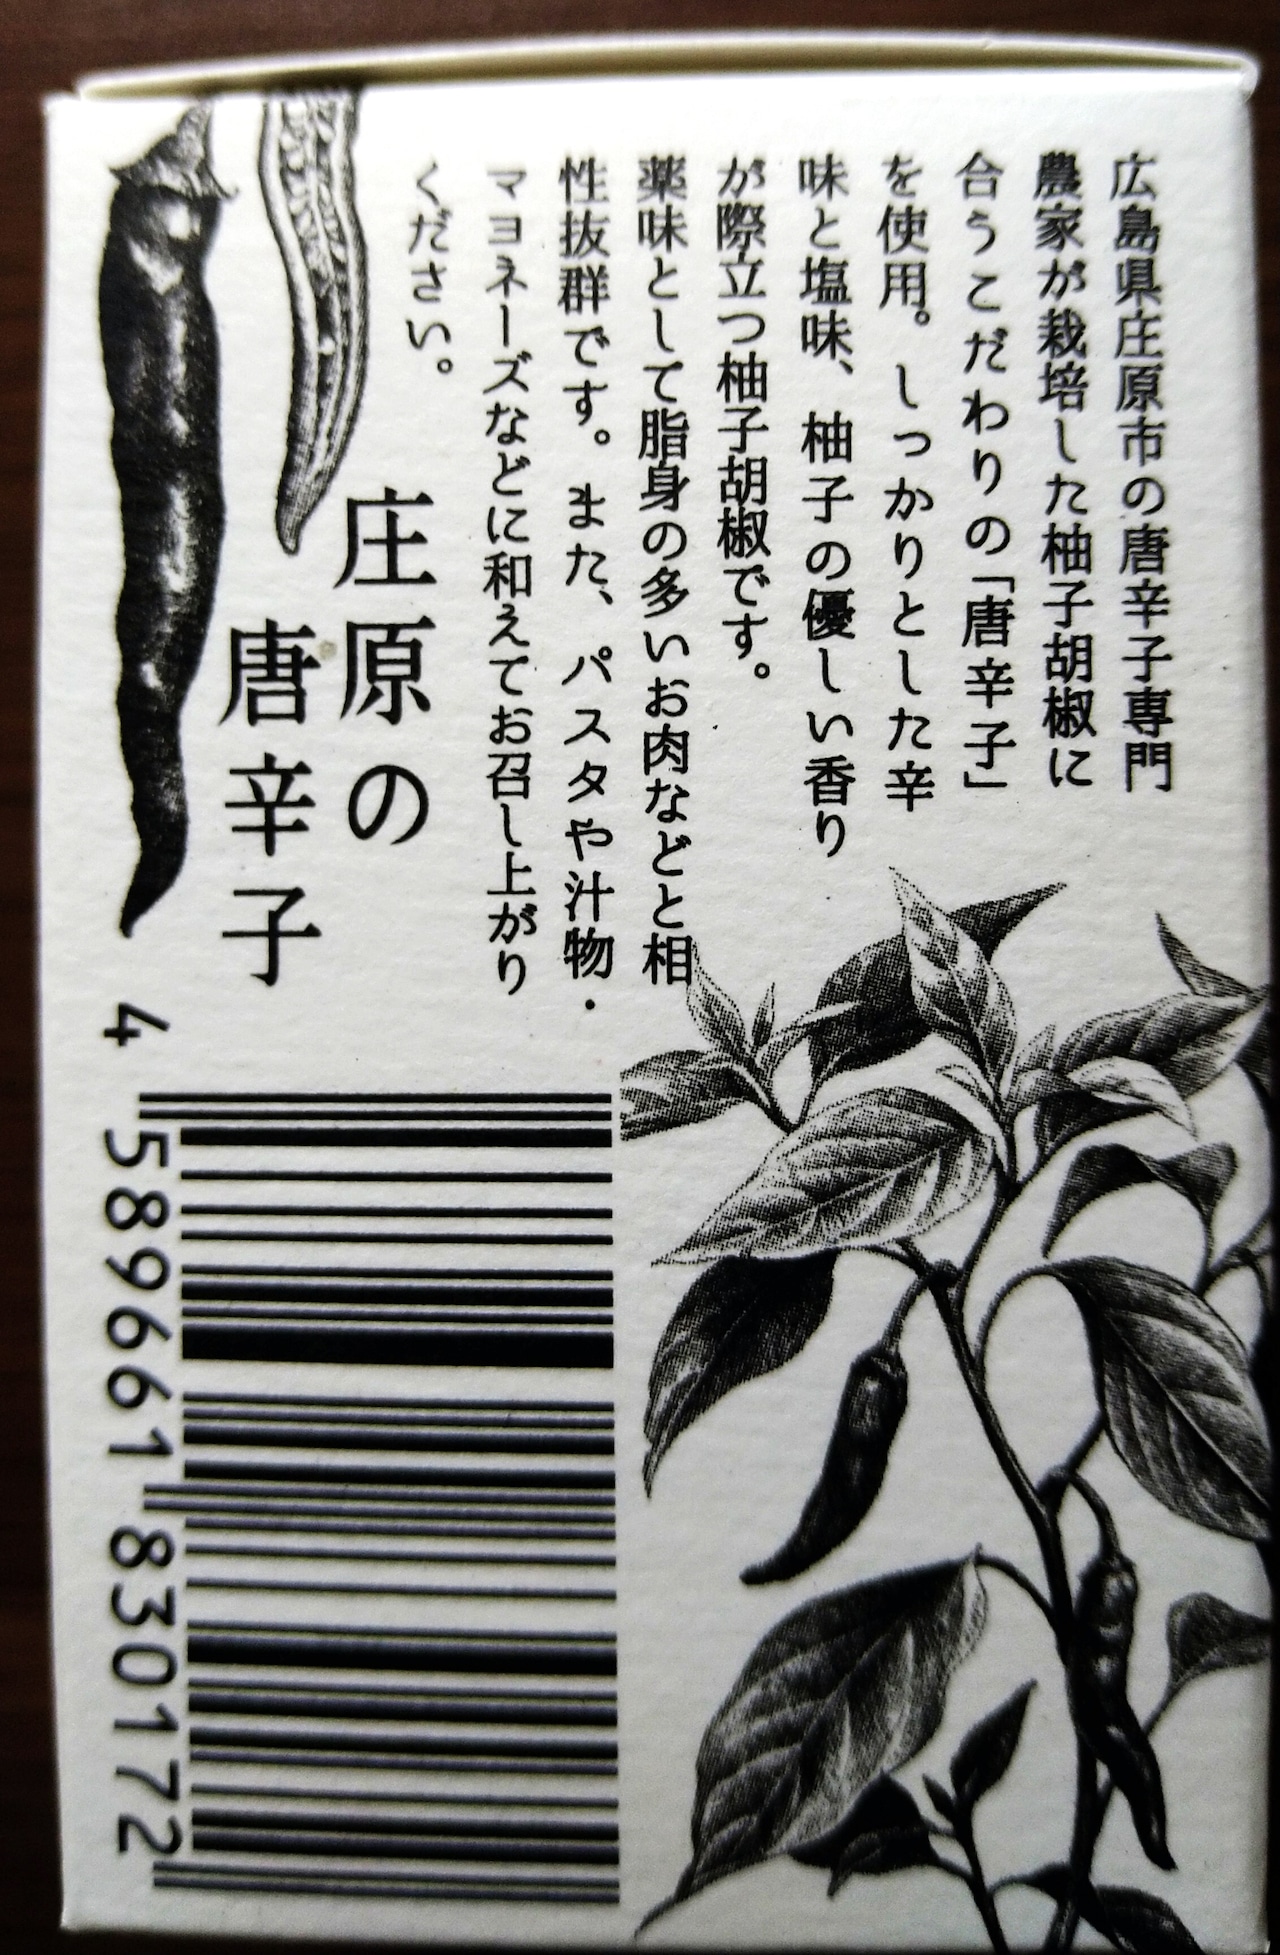 広島県庄原市の唐辛子専門
農家が栽培した柚子胡椒に
合うこだわりの「唐辛子」
を使用。しっかりとした辛
味と塩味、柚子の優しい香り
が際立つ柚子胡椒です。
薬味として脂身の多いお肉などと相
性抜群です。また、パスタや汁物・
マヨネーズなどに和えてお召し上がり
ください。
庄原の
唐辛子
4 589661 830172